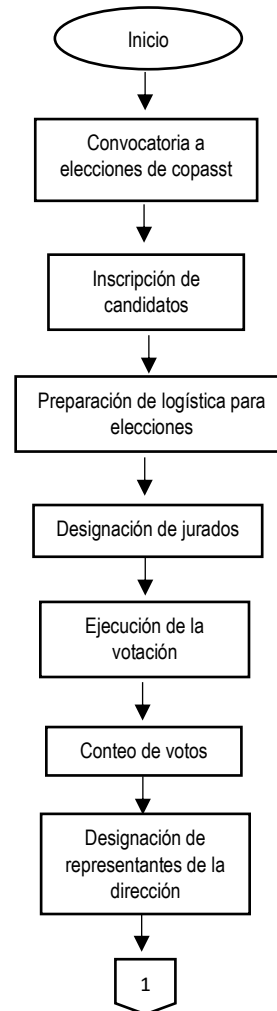 Inicio
Convocatoria a
elecciones de copasst
Inscripción de
candidatos
Preparación de logística para
elecciones
Designación de jurados
Ejecución de la
votación
Conteo de votos
Designación de
representantes de la
dirección
1